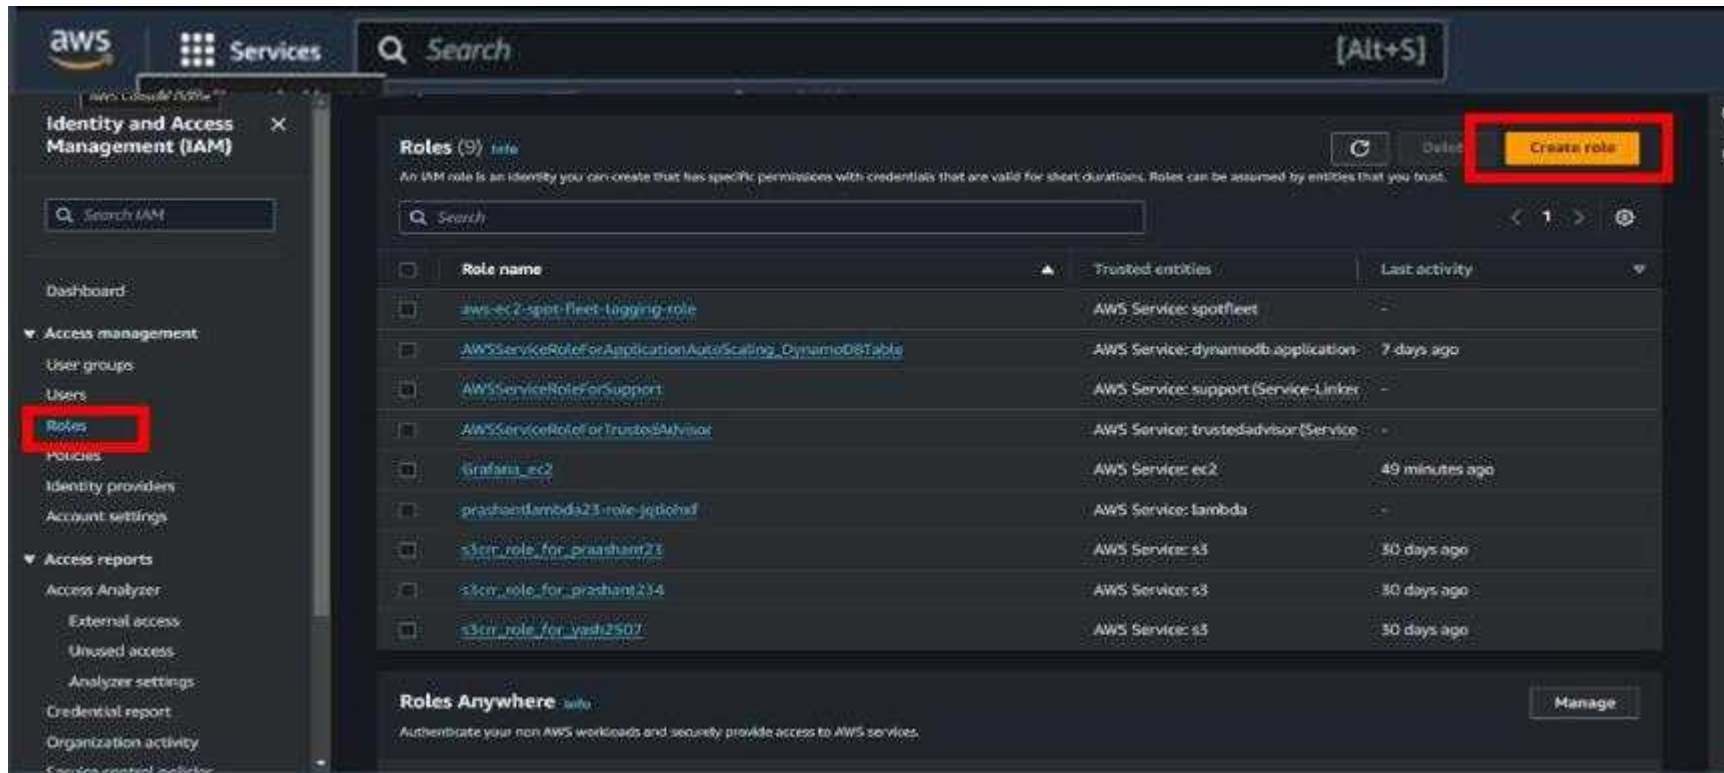 aws
Services
Search
[Alt+S]
Identity and Access
Management (IAM)
Search IAM
Dashboard
Access management
User groups
Users
Roles
Policies
Identity providers
Account settings
Access reports
Access Analyzer
External access
Unused access
Analyzer settings
Credential report
Organization activity
Service control policies
Roles (9) Info
Delete
Create role
An IAM role is an identity you can create that has specific permissions with credentials that are valid for short durations. Roles can be assumed by entities that you trust.
Search
1
Role name Trusted entities Last activity
aws-ec2-spot-fleet-tagging-role AWS Service: spotfleet -
AWSServiceRoleForApplicationAutoScaling_DynamoDBTable AWS Service: dynamodb.application- 7 days ago
AWSServiceRoleForSupport AWS Service: support (Service-Linker -
AWSServiceRoleForTrustedAdvisor AWS Service: trustedadvisor (Service -
Grafana_ec2 AWS Service: ec2 49 minutes ago
AWS Service: lambda -
s3crr_role_for_praashant23 AWS Service: s3 30 days ago
s3crr_role_for_prashant234 AWS Service: s3 30 days ago
s3crr_role_for_yash2507 AWS Service: s3 30 days ago
Roles Anywhere Info
Manage
Authenticate your non AWS workloads and securely provide access to AWS services.